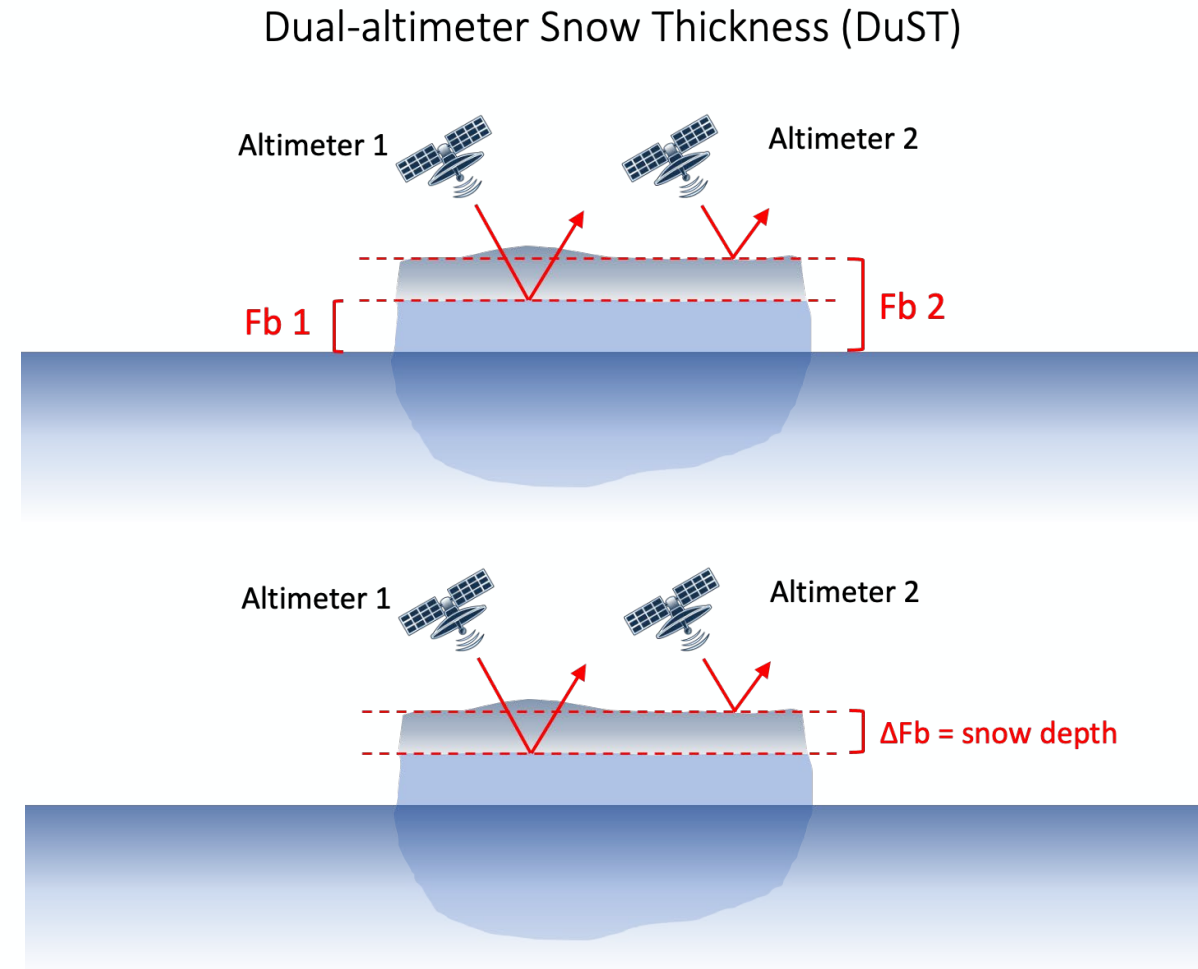 Dual-altimeter Snow Thickness (DuST)
Altimeter 1
Altimeter 2
Fb 1
Fb 2
Altimeter 1
Altimeter 2
ΔFb = snow depth